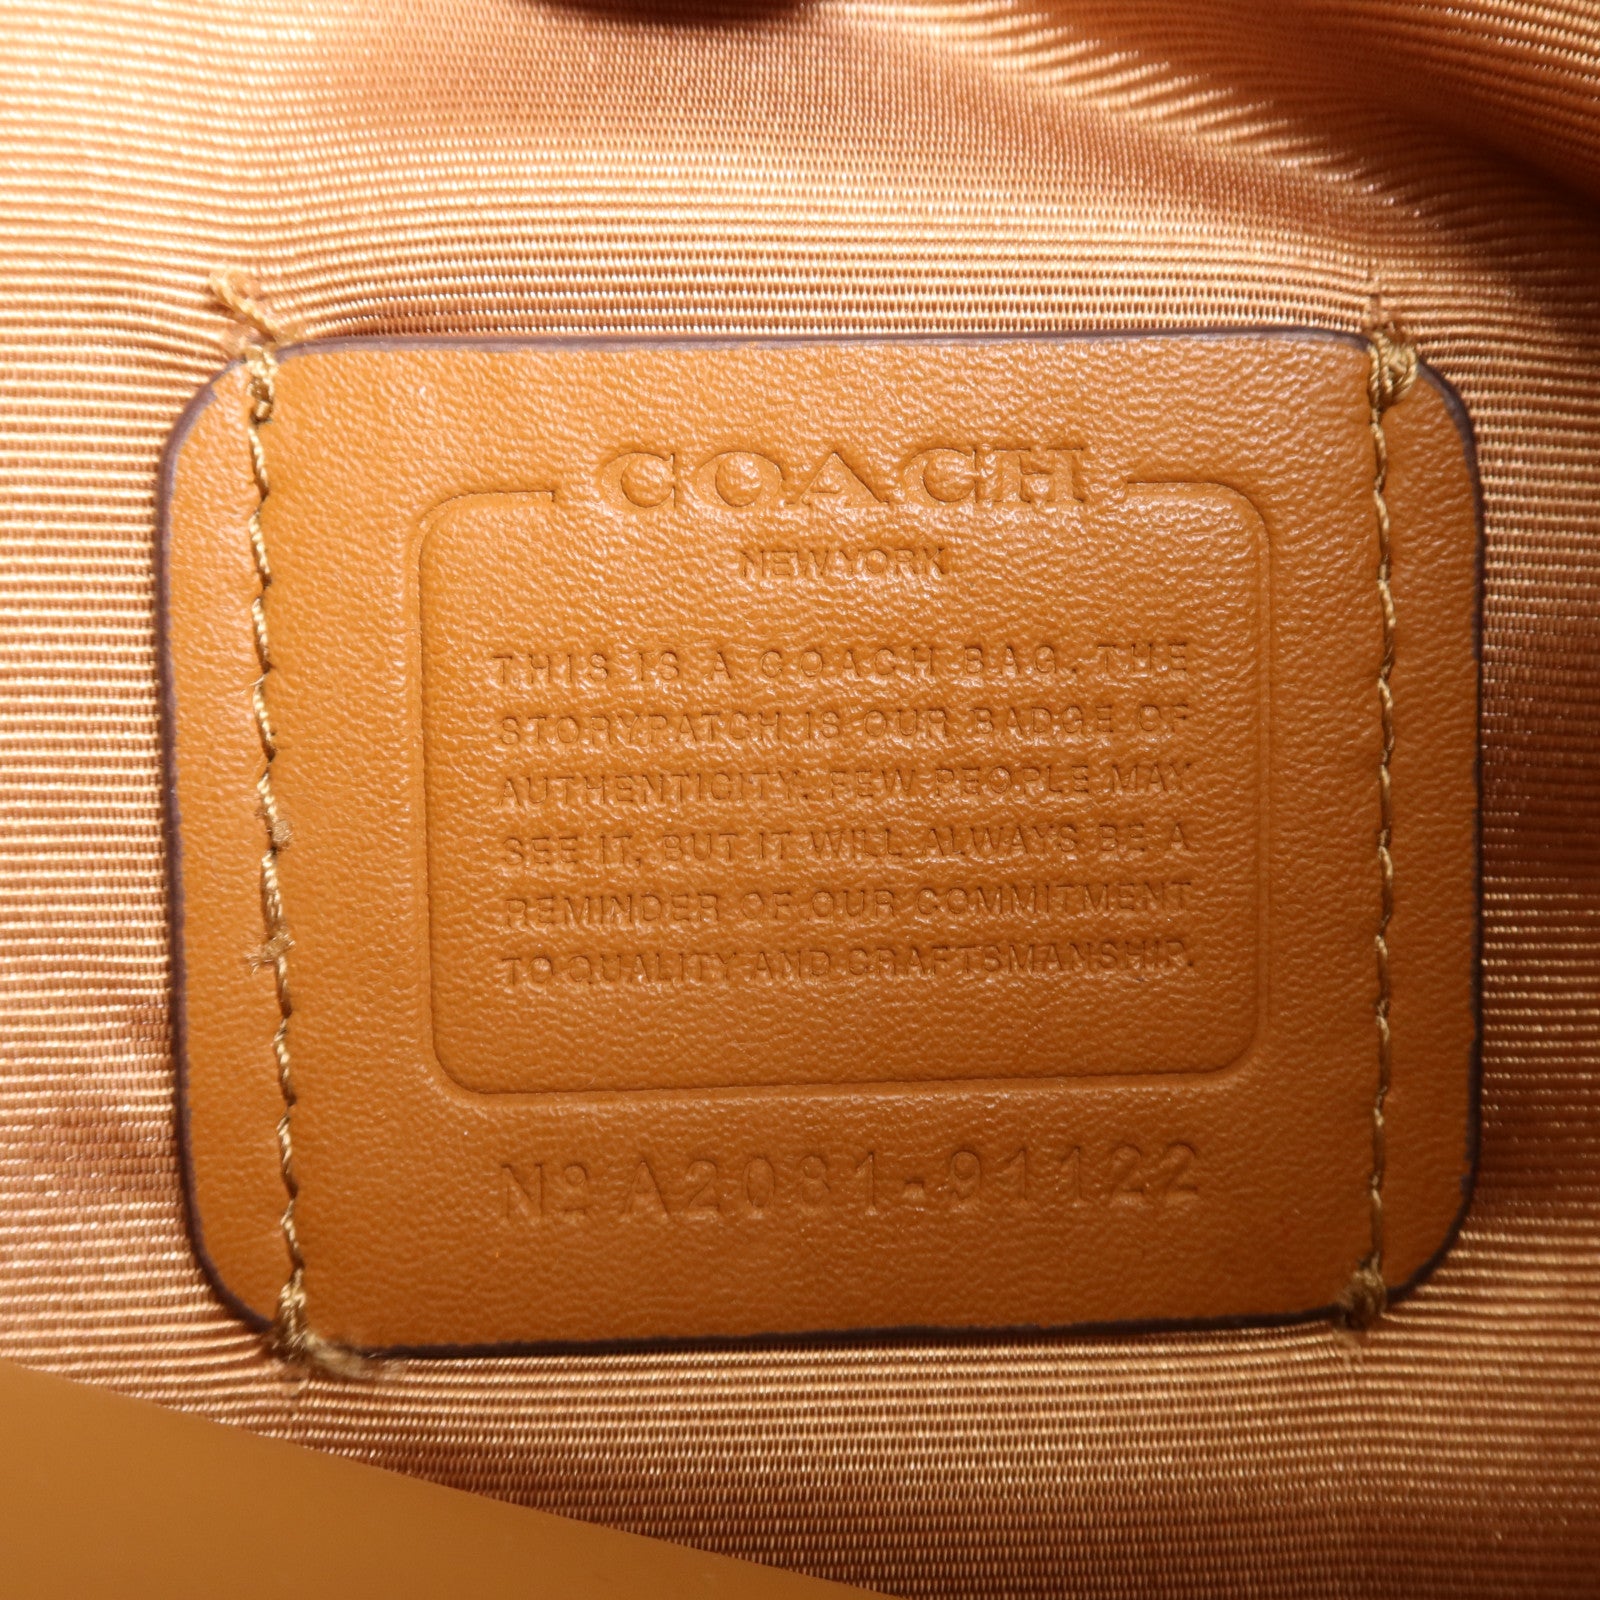 COACH
NEW YORK
THIS IS A COACH BAG. THE
STORYPATCH IS OUR BADGE OF
AUTHENTICITY. FEW PEOPLE MAY
SEE IT, BUT IT WILL ALWAYS BE A
REMINDER OF OUR COMMITMENT
TO QUALITY AND CRAFTSMANSHIP.
Nº A2081-91122